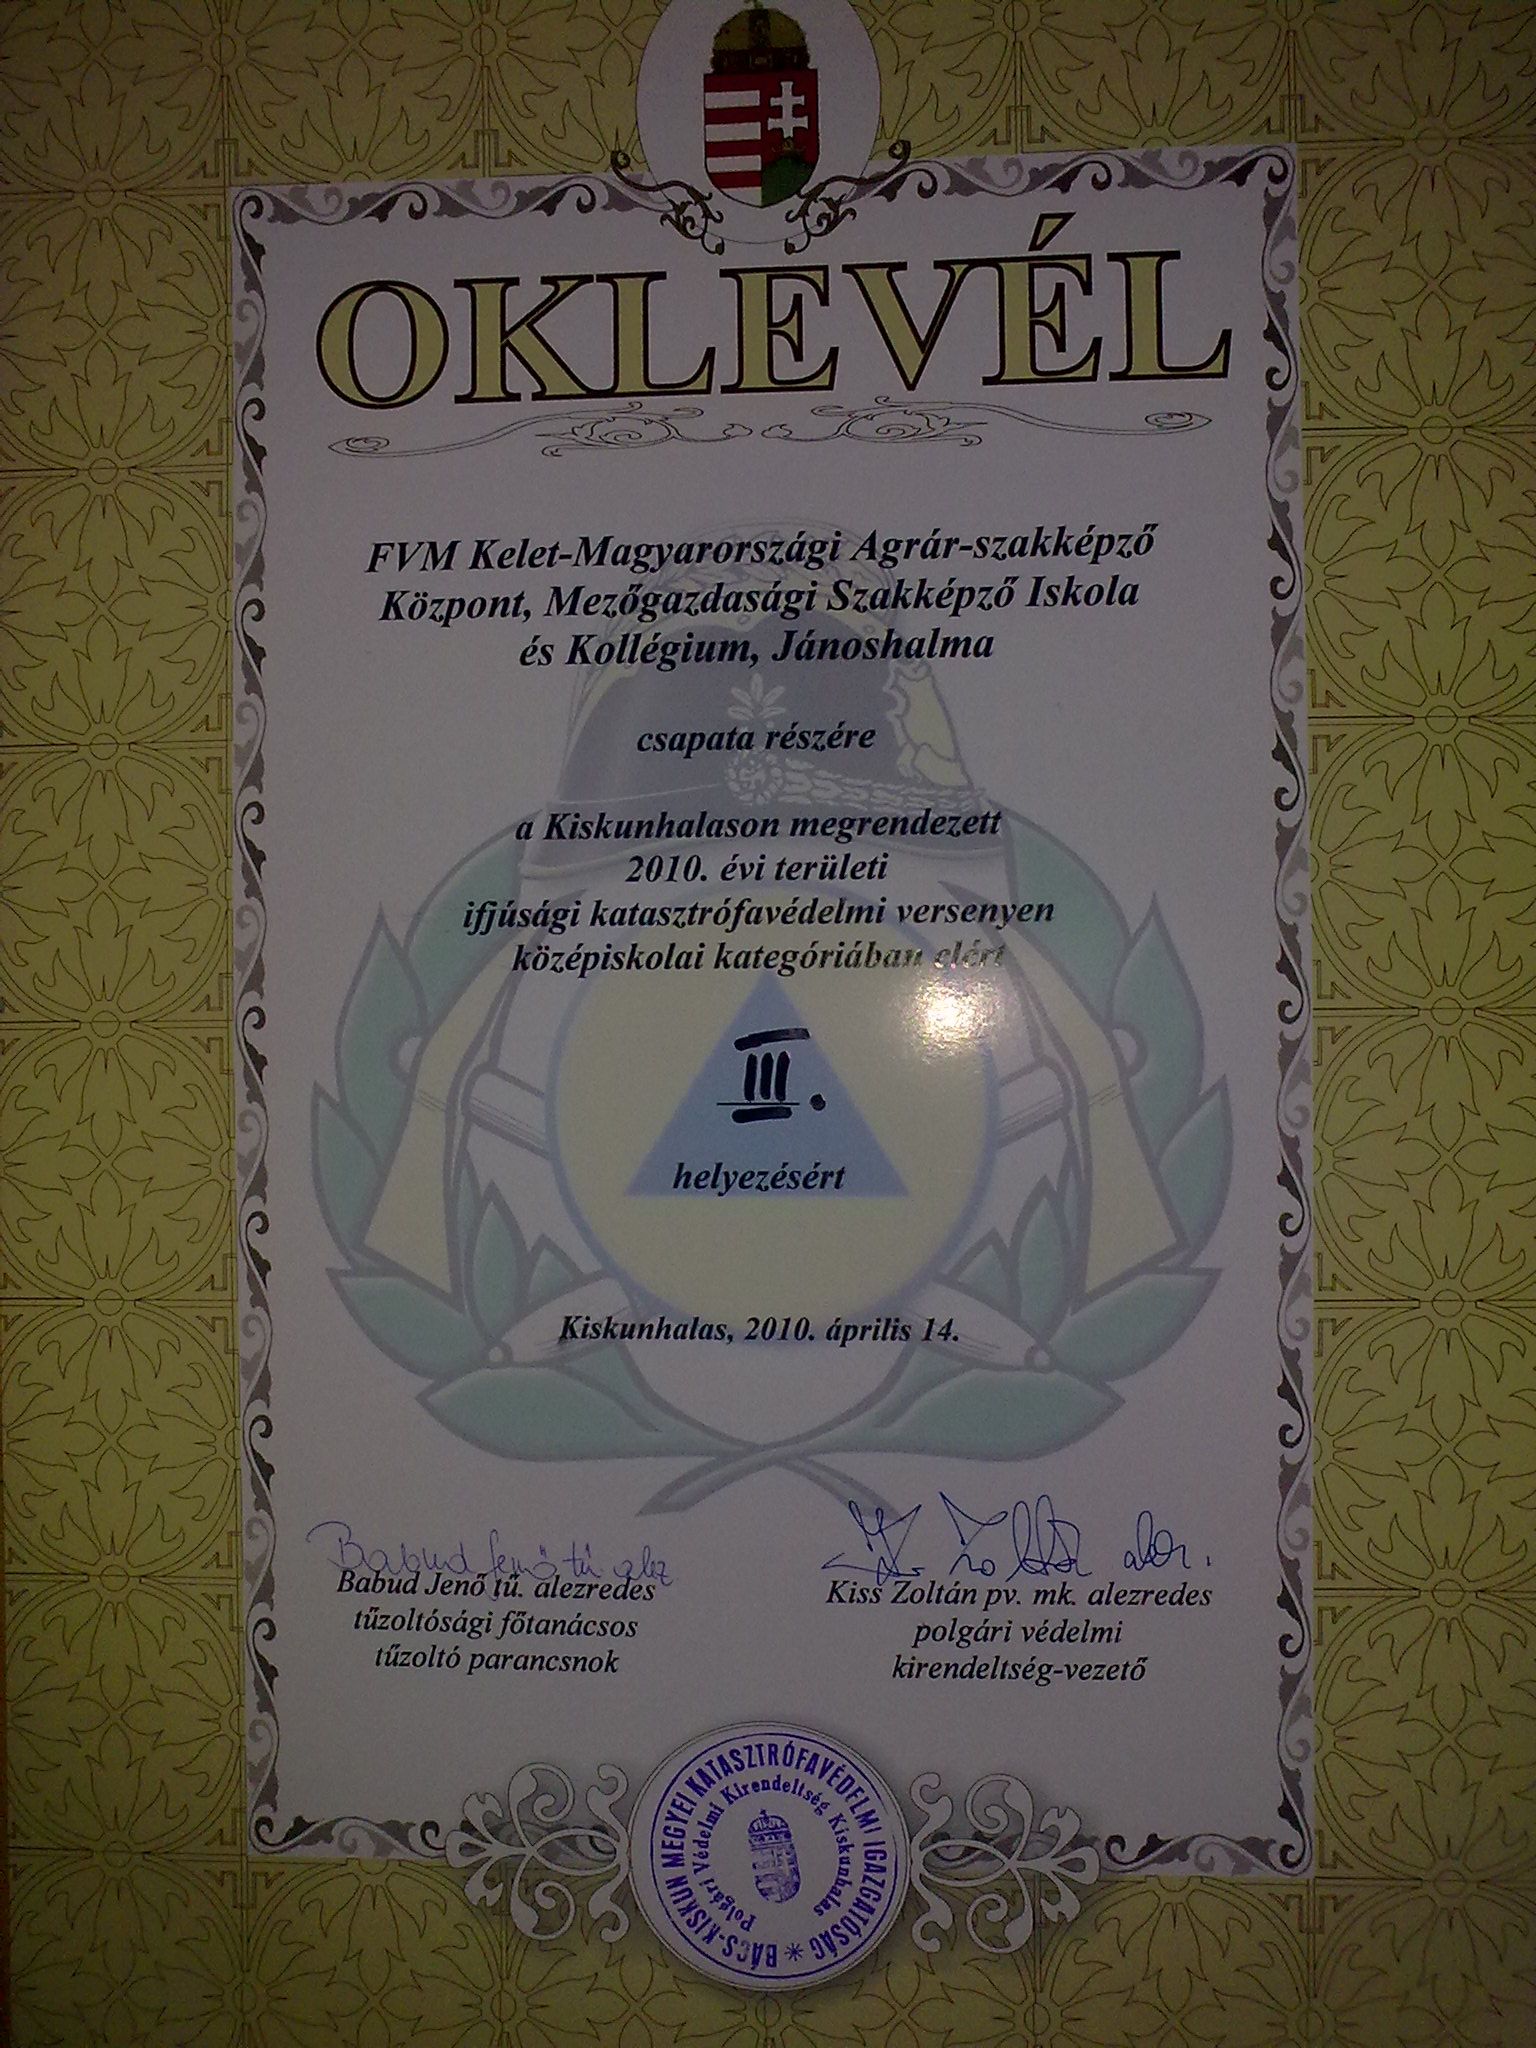 OKLEVÉL
FVM Kelet-Magyarországi Agrár-szakképző
Központ, Mezőgazdasági Szakképző Iskola
és Kollégium, Jánoshalma
csapata részére
a Kiskunhalason megrendezett
2010. évi területi
ifjúsági katasztrófavédelmi versenyen
középiskolai kategóriában elért
III.
helyezésért
Kiskunhalas, 2010. április 14.
Babud Jenő tű alez
Babud Jenő tű. alezredes
tűzoltósági főtanácsos
tűzoltó parancsnok
Kiss Zoltán pv. mk. alezredes
polgári védelmi
kirendeltség-vezető
BÁCS-KISKUN MEGYEI KATASZTRÓFAVÉDELMI IGAZGATÓSÁG *
Polgári Védelmi Kirendeltség Kiskunhalas